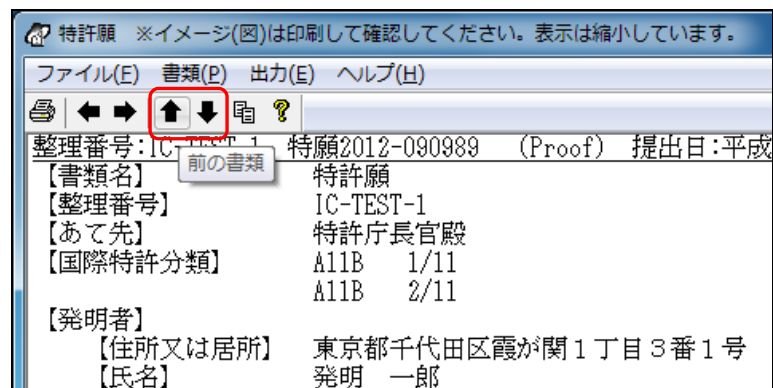 特許願　※イメージ(図)は印刷して確認してください。表示は縮小しています。
ファイル(F)　書類(P)　出力(E)　ヘルプ(H)
整理番号:IC-TEST-1　特願2012-090989　(Proof)　提出日:平成
前の書類
【書類名】　特許願
【整理番号】　IC-TEST-1
【あて先】　特許庁長官殿
【国際特許分類】　A11B　1/11
A11B　2/11
【発明者】
【住所又は居所】　東京都千代田区霞が関１丁目３番１号
【氏名】　発明　一郎